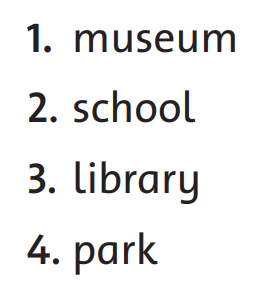 1. museum
2. school
3. library
4. park